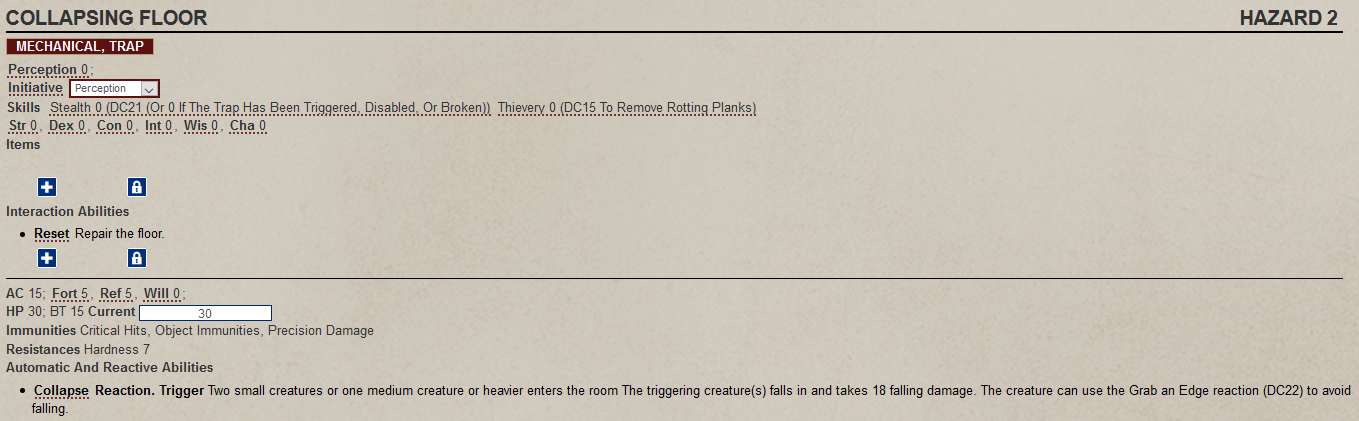 COLLAPSING FLOOR HAZARD 2
MECHANICAL, TRAP
Perception 0;
Initiative Perception
Skills Stealth 0 (DC21 (Or 0 If The Trap Has Been Triggered, Disabled, Or Broken)) Thievery 0 (DC15 To Remove Rotting Planks)
Str 0, Dex 0, Con 0, Int 0, Wis 0, Cha 0
Items
Interaction Abilities
• Reset Repair the floor.
AC 15; Fort 5, Ref 5, Will 0;
HP 30; BT 15 Current 30
Immunities Critical Hits, Object Immunities, Precision Damage
Resistances Hardness 7
Automatic And Reactive Abilities
• Collapse Reaction. Trigger Two small creatures or one medium creature or heavier enters the room The triggering creature(s) falls in and takes 18 falling damage. The creature can use the Grab an Edge reaction (DC22) to avoid
falling.